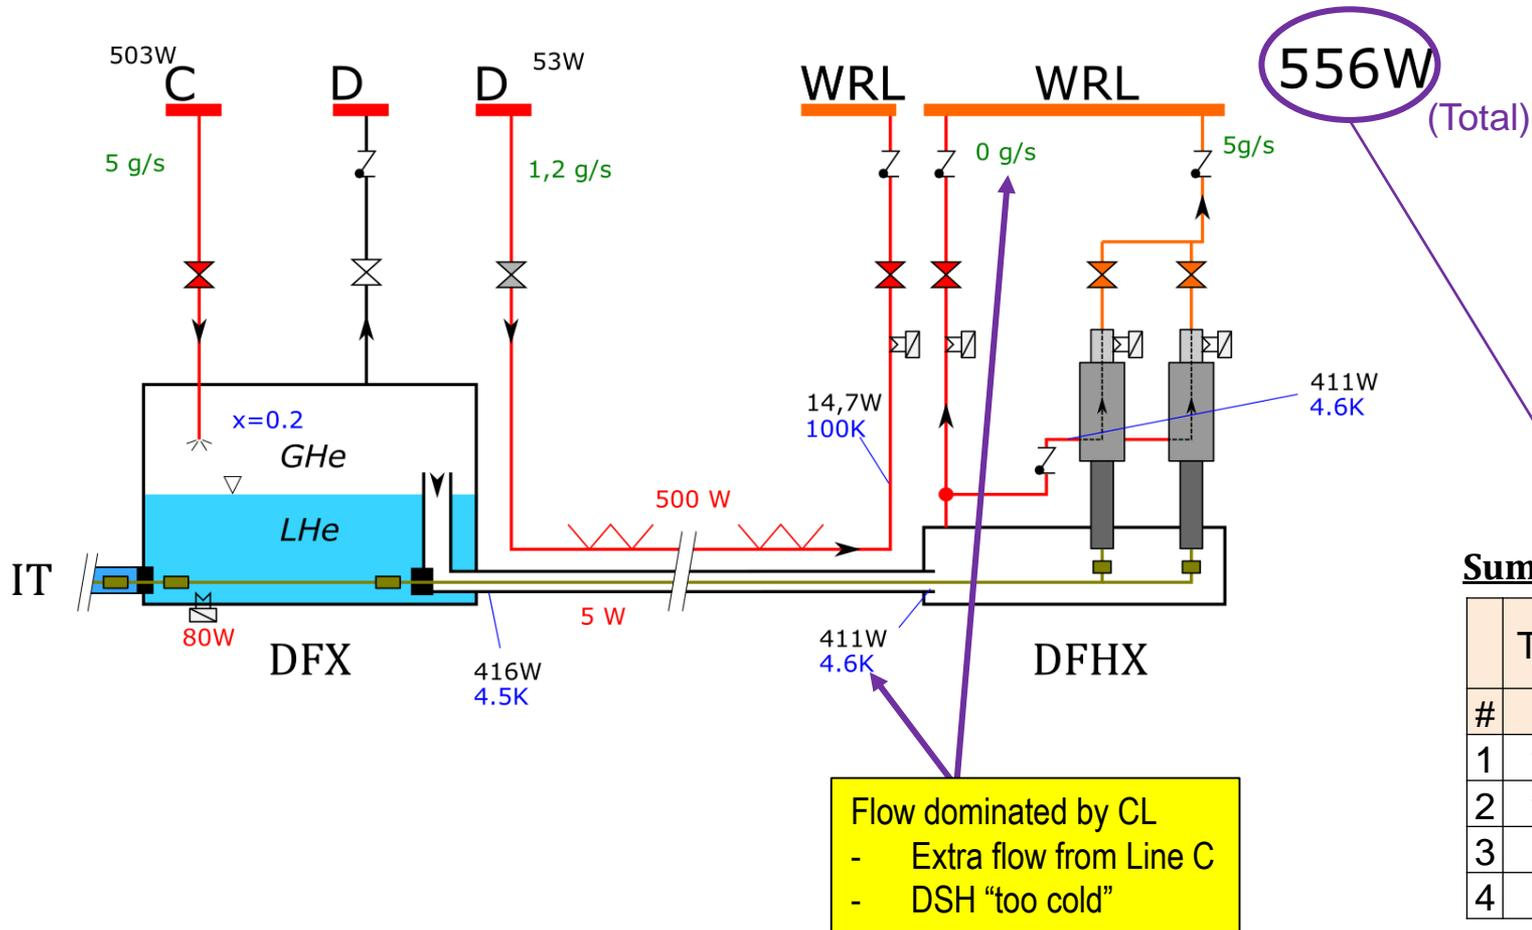 503W
C
D
D
53W
WRL
WRL
556W
(Total)
5 g/s
1,2 g/s
0 g/s
5g/s
x=0.2
GHe
LHe
14,7W
100K
411W
4.6K
500 W
IT
80W
DFX
5 W
416W
4.5K
411W
4.6K
DFHX
Flow dominated by CL
- Extra flow from Line C
- DSH “too cold”
Sum
T
#
1
2
3
4